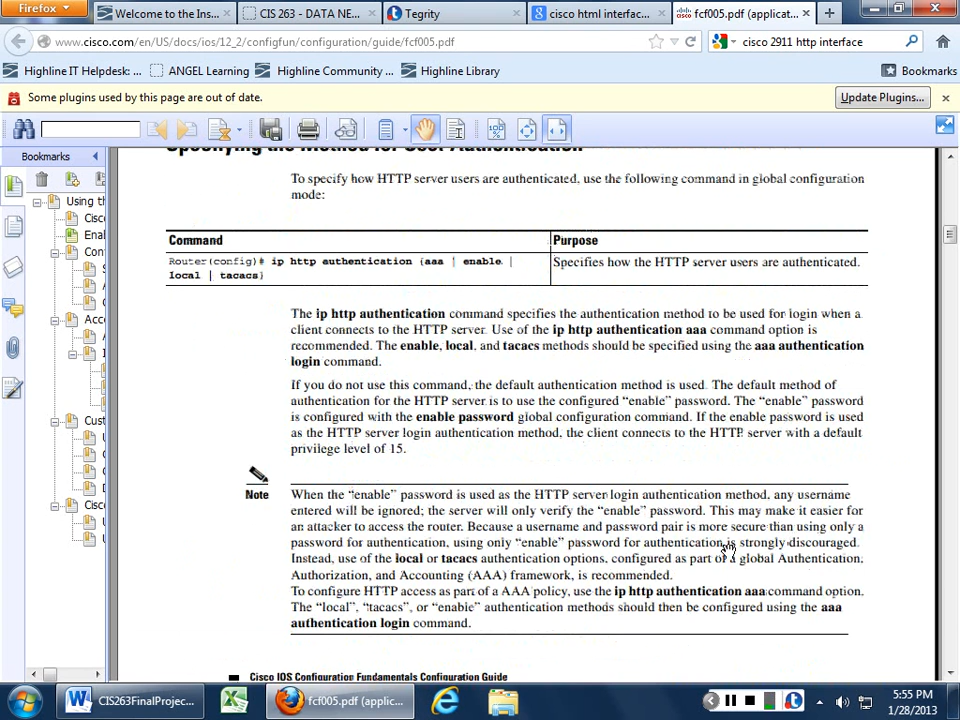 Firefox
Welcome to the Ins...
CIS 263 - DATA NE...
Tegrity
cisco html interfac...
fcf005.pdf (applicat...
www.cisco.com/en/US/docs/ios/12_2/configfun/configuration/guide/fcf005.pdf
cisco 2911 http interface
Highline IT Helpdesk: ...
ANGEL Learning
Highline Community ...
Highline Library
Bookmarks
Some plugins used by this page are out of date.
Update Plugins...
Bookmarks
Using th
Cisco
Enab
Con
S
A
C
Acce
A
I
Cust
U
C
C
D
Cisco
U
U
Specifying the Method for User Authentication
To specify how HTTP server users are authenticated, use the following command in global configuration
mode:
Command
Purpose
Router(config)# ip http authentication {aaa | enable |
local | tacacs}
Specifies how the HTTP server users are authenticated.
The ip http authentication command specifies the authentication method to be used for login when a
client connects to the HTTP server. Use of the ip http authentication aaa command option is
recommended. The enable, local, and tacacs methods should be specified using the aaa authentication
login command.
If you do not use this command, the default authentication method is used. The default method of
authentication for the HTTP server is to use the configured “enable” password. The “enable” password
is configured with the enable password global configuration command. If the enable password is used
as the HTTP server login authentication method, the client connects to the HTTP server with a default
privilege level of 15.
Note
When the “enable” password is used as the HTTP server login authentication method, any username
entered will be ignored; the server will only verify the “enable” password. This may make it easier for
an attacker to access the router. Because a username and password pair is more secure than using only a
password for authentication, using only “enable” password for authentication is strongly discouraged.
Instead, use of the local or tacacs authentication options, configured as part of a global Authentication,
Authorization, and Accounting (AAA) framework, is recommended.
To configure HTTP access as part of a AAA policy, use the ip http authentication aaa command option.
The “local”, “tacacs”, or “enable” authentication methods should then be configured using the aaa
authentication login command.
Cisco IOS Configuration Fundamentals Configuration Guide
CIS263FinalProjec...
fcf005.pdf (applic...
5:55 PM
1/28/2013